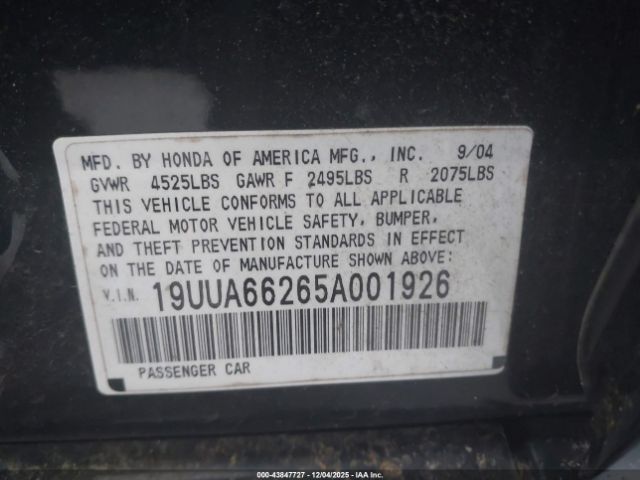 MFD. BY HONDA OF AMERICA MFG., INC. 9/04
GVWR 4525LBS GAWR F 2495LBS R 2075LBS
THIS VEHICLE CONFORMS TO ALL APPLICABLE
FEDERAL MOTOR VEHICLE SAFETY, BUMPER,
AND THEFT PREVENTION STANDARDS IN EFFECT
ON THE DATE OF MANUFACTURE SHOWN ABOVE:
V.I.N. 19UUA66265A001926
PASSENGER CAR
000-43847727 - 12/04/2025 - IAA Inc.